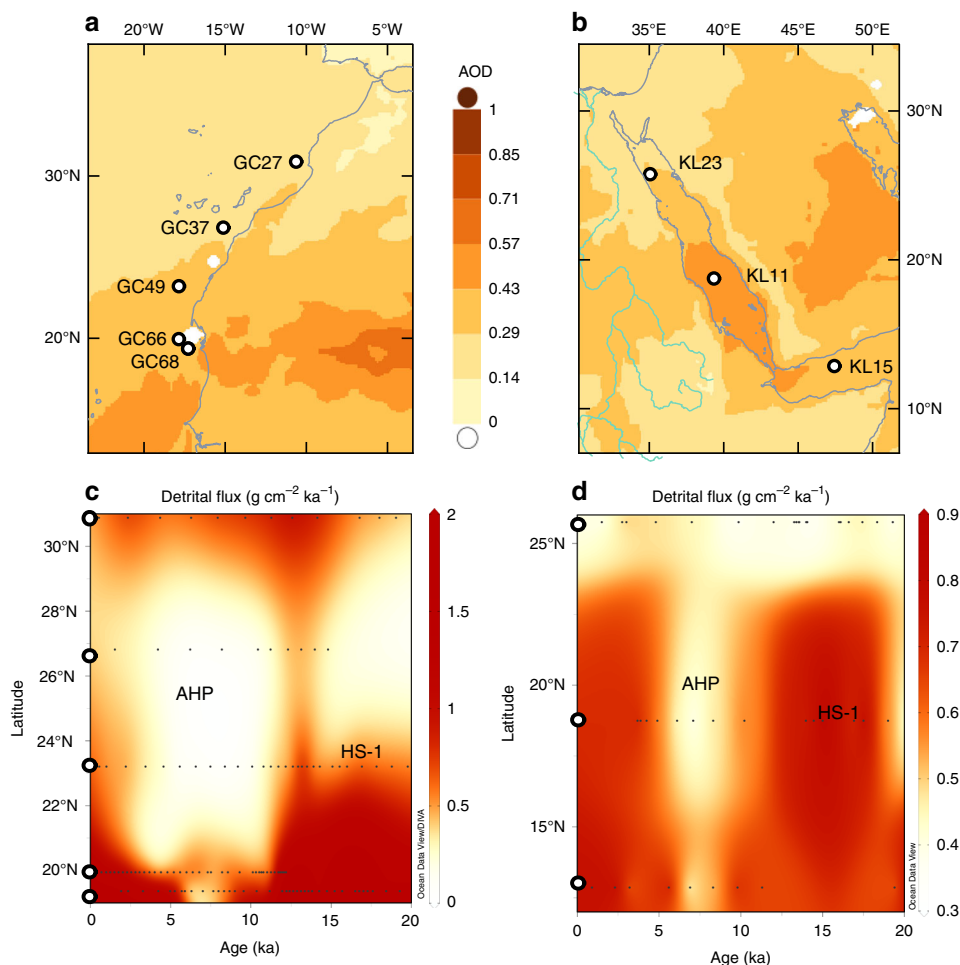 a
20°W 15°W 10°W
30°N
20°N
GC27
GC37
GC49
GC66
GC68
AOD
1
0.85
0.71
0.57
0.43
0.29
0.14
0
b
35°E 40°E 45°E 50°E
30°N
20°N
10°N
KL23
KL11
KL15
c
Detrital flux (g cm⁻² ka⁻¹)
30°N
28°N
26°N
24°N
22°N
20°N
Latitude
AHP
HS-1
0 5 10 15 20
Age (ka)
2
1.5
1
0.5
0
Ocean Data View/DIVA
d
Detrital flux (g cm⁻² ka⁻¹)
25°N
20°N
15°N
Latitude
AHP
HS-1
0 5 10 15 20
Age (ka)
0.9
0.8
0.7
0.6
0.5
0.4
0.3
Ocean Data View